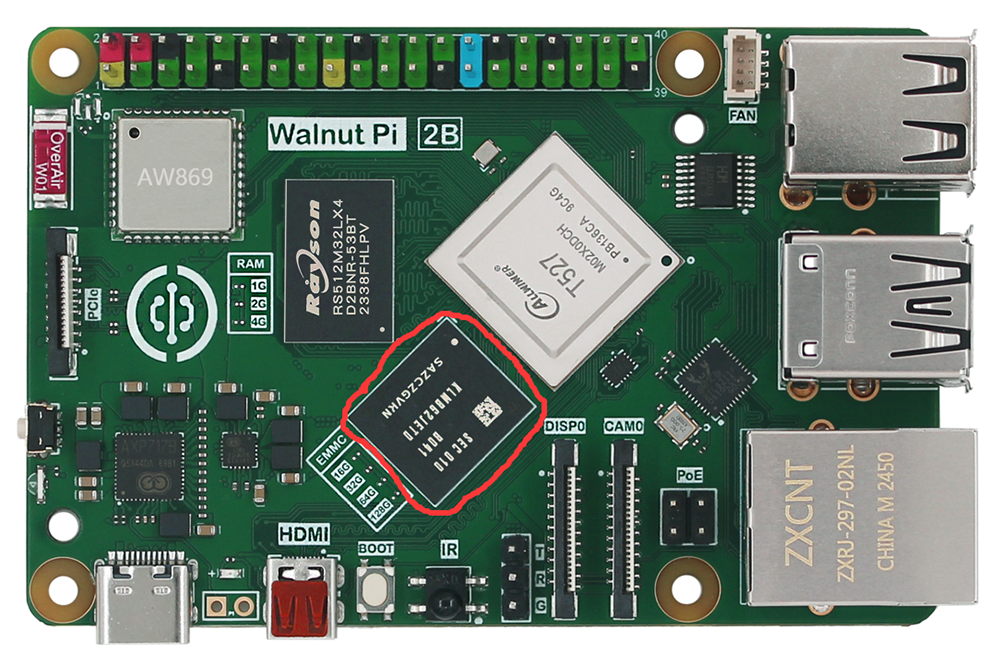 2
40
39
FAN
Walnut Pi 2B
OverAir
W01
AW869
Rayson
RS512M32LX4
D2BNR-53BT
2338FHLPV
RAM
1G
2G
4G
PCIe
ALLWINNER
T527
M02X0DCH
PB136CA 9C4G
SEC 010
B041
KLMBG2JETD
SAZCZGVKN
EMMC
16G
32G
64G
128G
foxconn
DISP0
CAM0
PoE
ZXCNT
ZXRJ-297-02NL
CHINA M 2450
HDMI
BOOT
IR
T
R
G